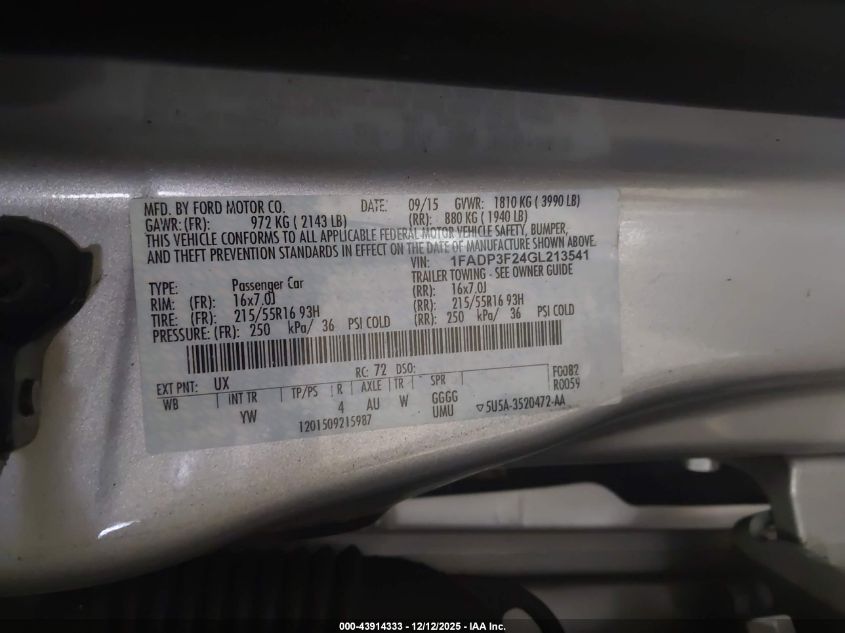 MFD. BY FORD MOTOR CO. DATE: 09/15 GVWR: 1810 KG ( 3990 LB)
GAWR: (FR): 972 KG ( 2143 LB) (RR): 880 KG ( 1940 LB)
THIS VEHICLE CONFORMS TO ALL APPLICABLE FEDERAL MOTOR VEHICLE SAFETY, BUMPER,
AND THEFT PREVENTION STANDARDS IN EFFECT ON THE DATE OF MANUFACTURE SHOWN ABOVE.
VIN: 1FADP3F24GL213541
TYPE: Passenger Car TRAILER TOWING - SEE OWNER GUIDE
RIM: (FR): 16x7.0J (RR): 16x7.0J
TIRE: (FR): 215/55R16 93H (RR): 215/55R16 93H
PRESSURE: (FR): 250 kPa/ 36 PSI COLD (RR): 250 kPa/ 36 PSI COLD
EXT PNT: UX RC: 72 DSO: F0082
WB INT TR TP/PS R AXLE TR SPR R0059
YW 4 AU W GGGG
UMU ▽5U5A-3520472-AA
1201509215987
000-43914333 - 12/12/2025 - IAA Inc.